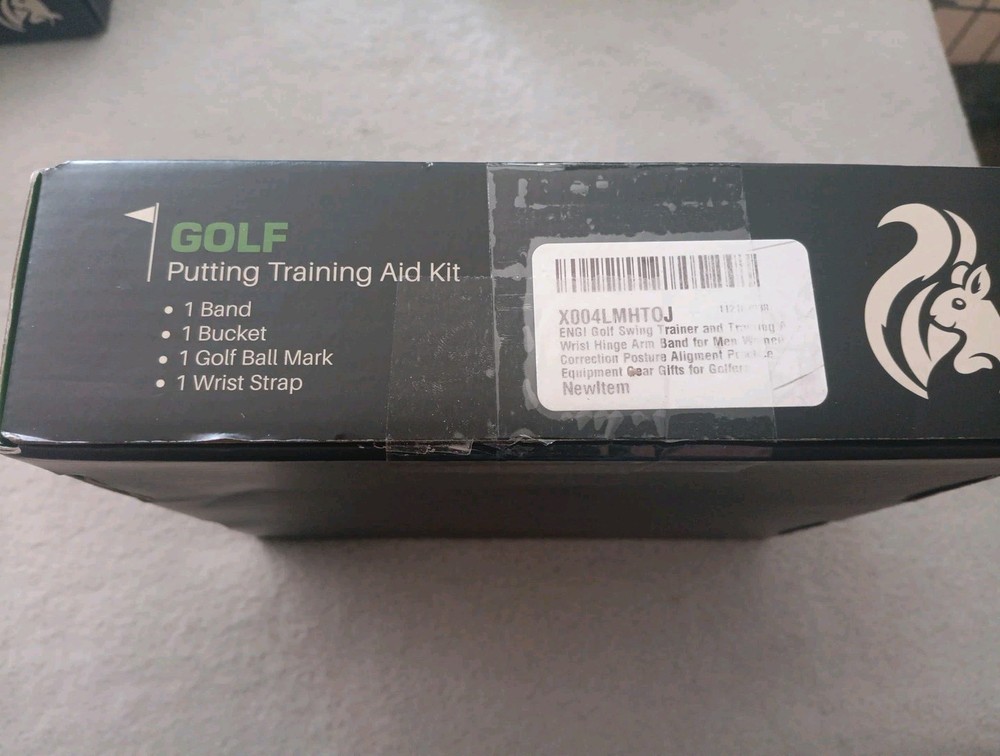 GOLF
Putting Training Aid Kit
• 1 Band
• 1 Bucket
• 1 Golf Ball Mark
• 1 Wrist Strap
X004LMHTOJ
ENGI Golf Swing Trainer and
Wrist Hinge Arm Band for Men
Correction Posture Aligment
Equipment Gear Gifts for Golfers
NewItem